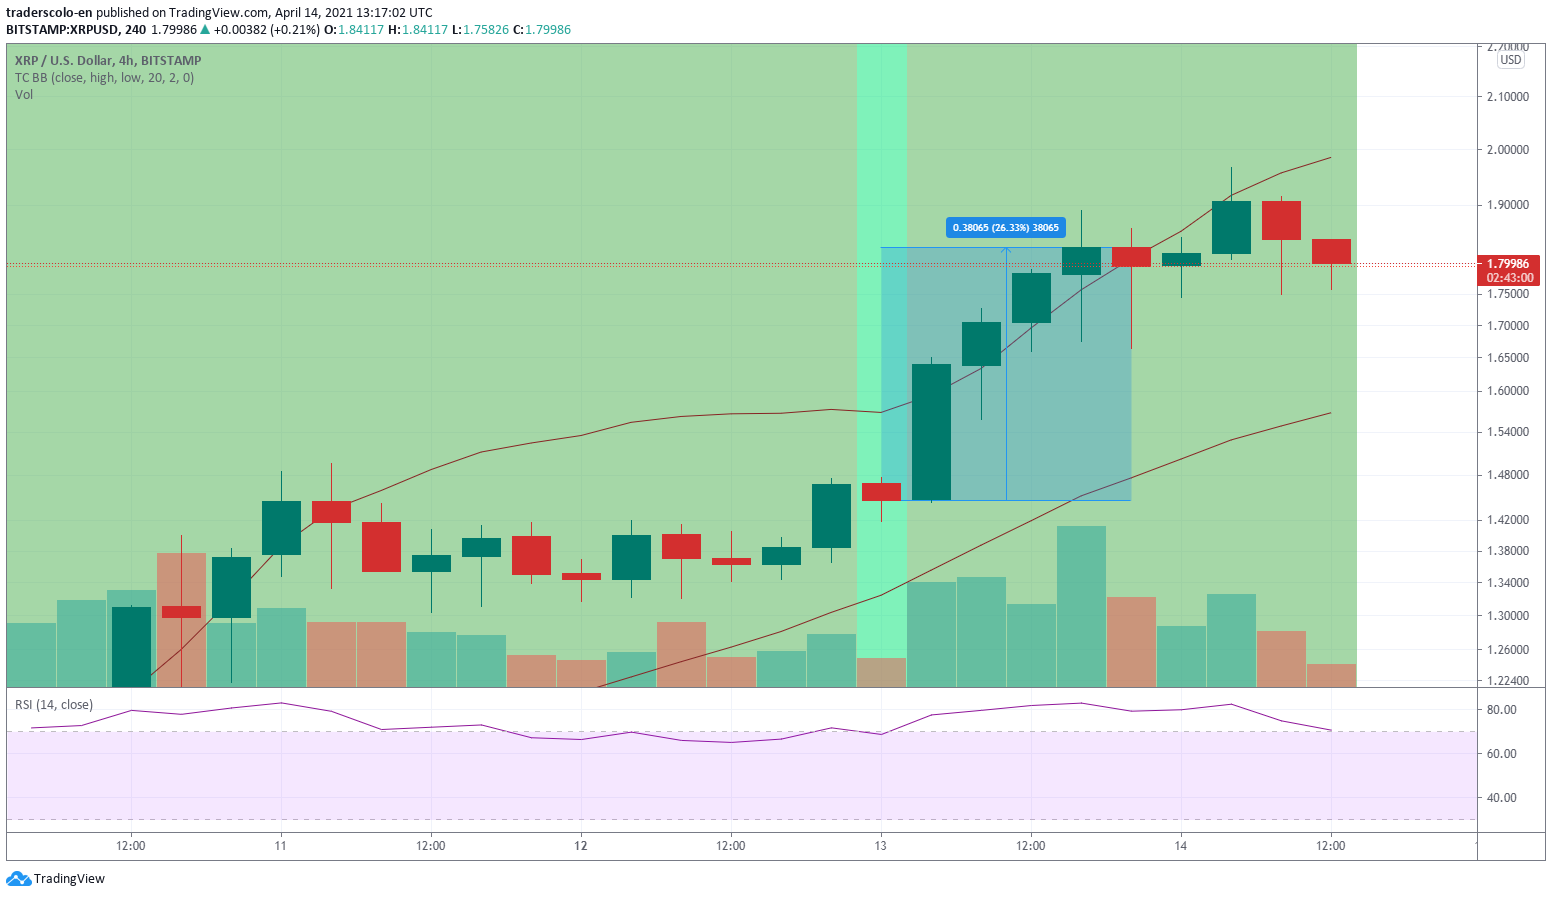 traderscolo-en published on TradingView.com, April 14, 2021 13:17:02 UTC
BITSTAMP:XRPUSD, 240 1.79986 ▲ +0.00382 (+0.21%) O:1.84117 H:1.84117 L:1.75826 C:1.79986
XRP / U.S. Dollar, 4h, BITSTAMP
TC BB (close, high, low, 20, 2, 0)
Vol
2.20000
USD
2.10000
2.00000
1.90000
0.38065 (26.33%) 38065
1.79986
02:43:00
1.75000
1.70000
1.65000
1.60000
1.54000
1.48000
1.42000
1.38000
1.34000
1.30000
1.26000
1.22400
RSI (14, close)
80.00
60.00
40.00
12:00 11 12:00 12 12:00 13 12:00 14 12:00
TradingView